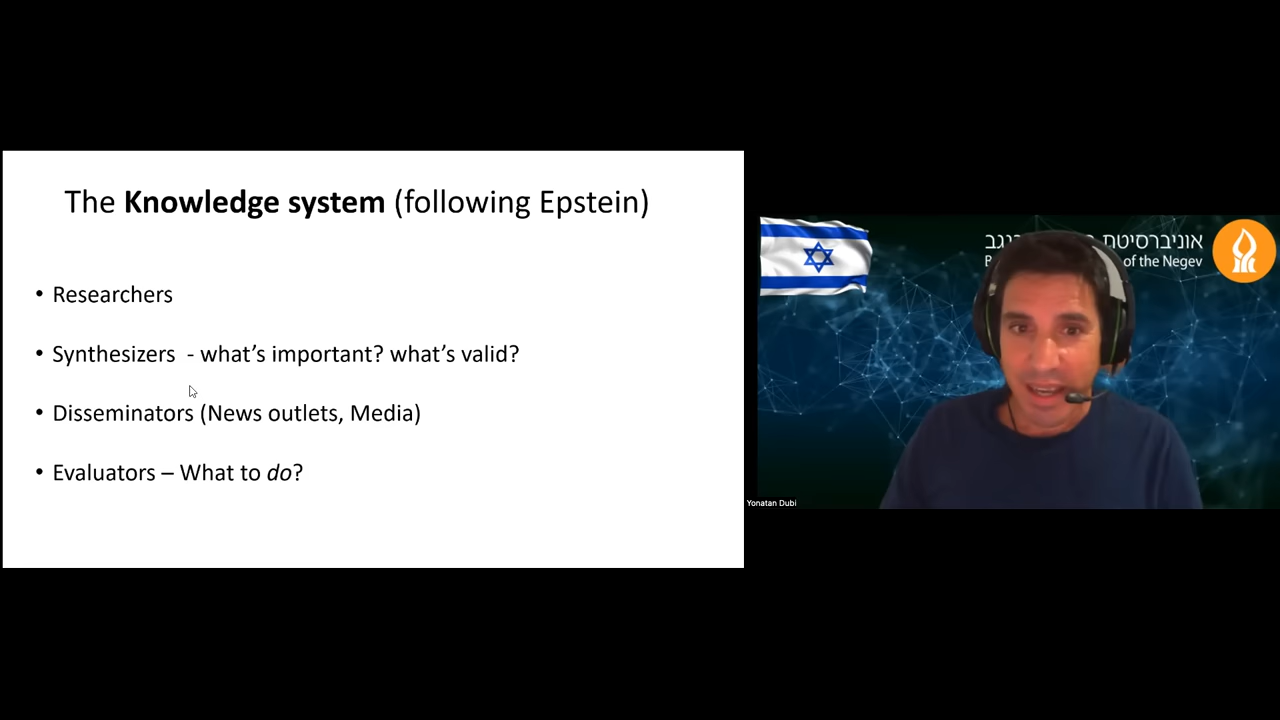 The Knowledge system (following Epstein)
• Researchers
• Synthesizers - what’s important? what’s valid?
• Disseminators (News outlets, Media)
• Evaluators – What to do?
אוניברסיטת
of the Negev
Yonatan Dubi